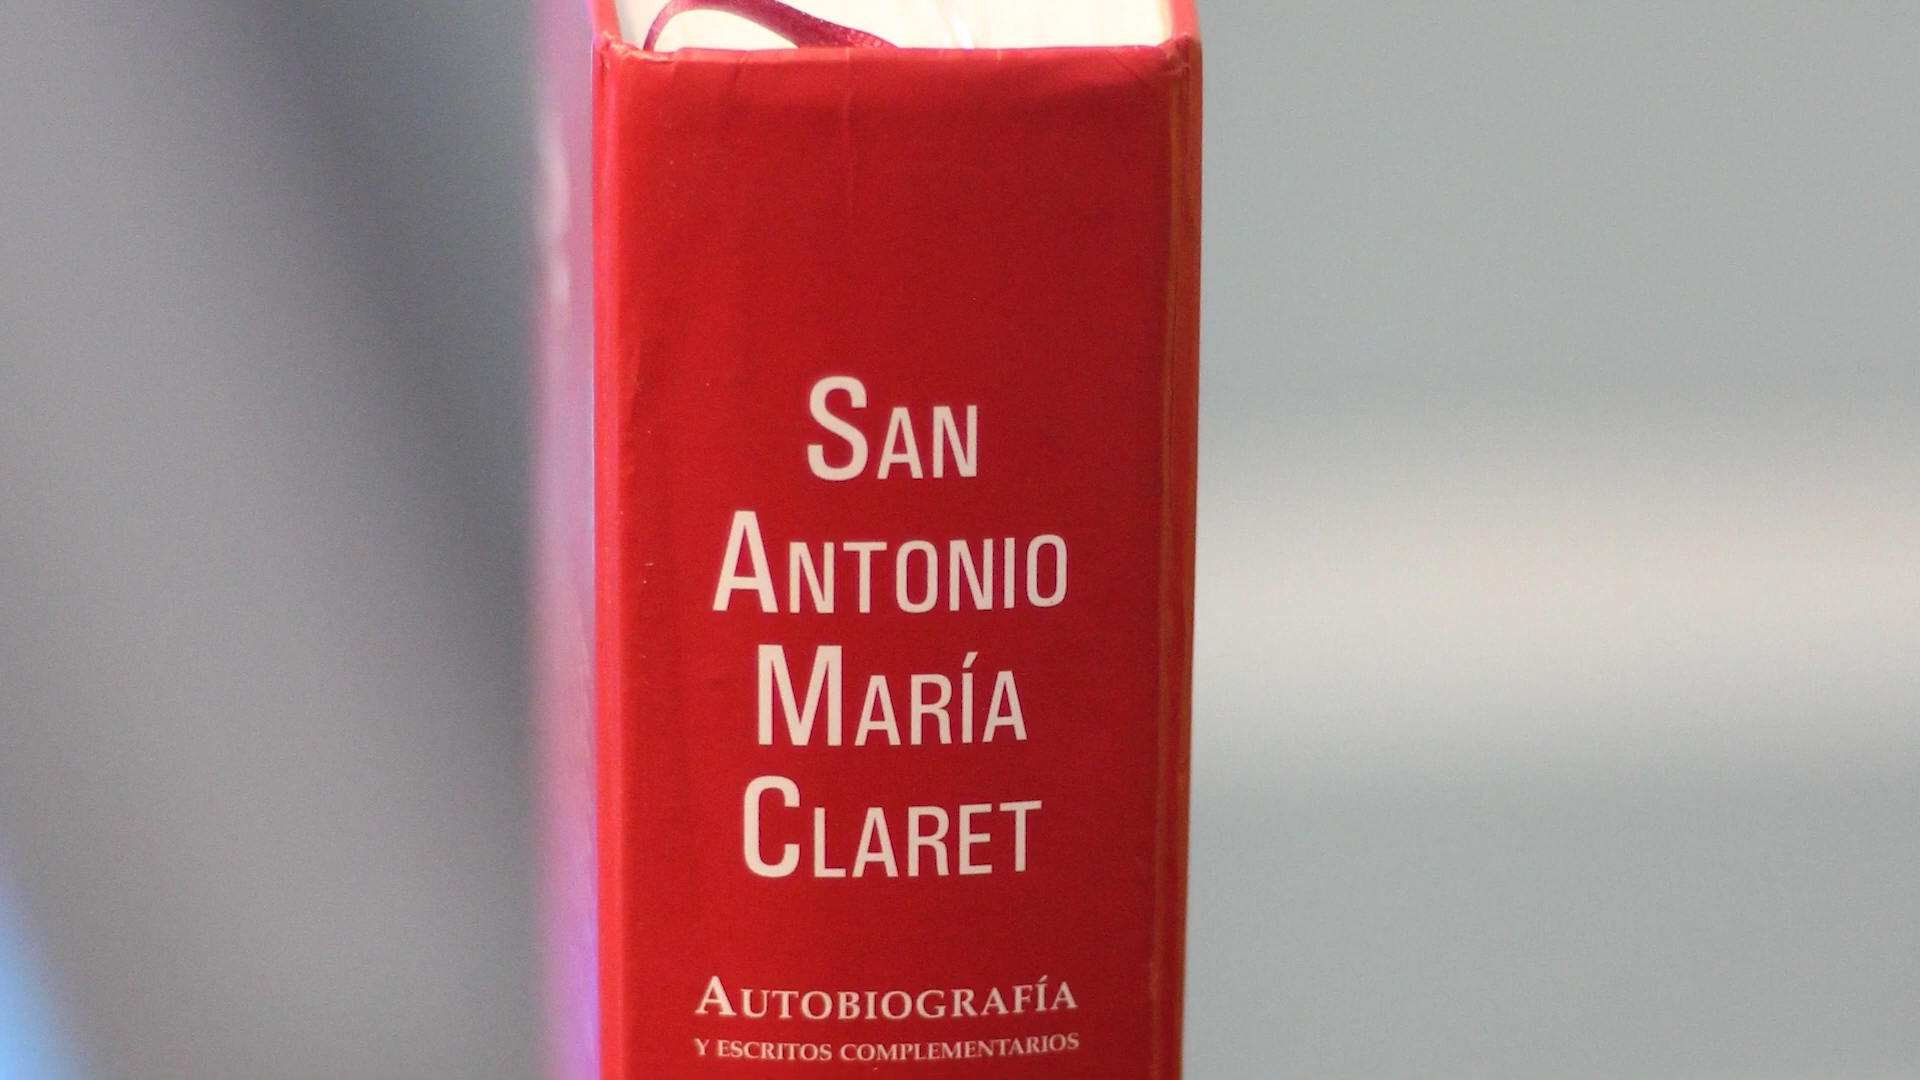 San
Antonio
María
Claret
Autobiografía
y escritos complementarios